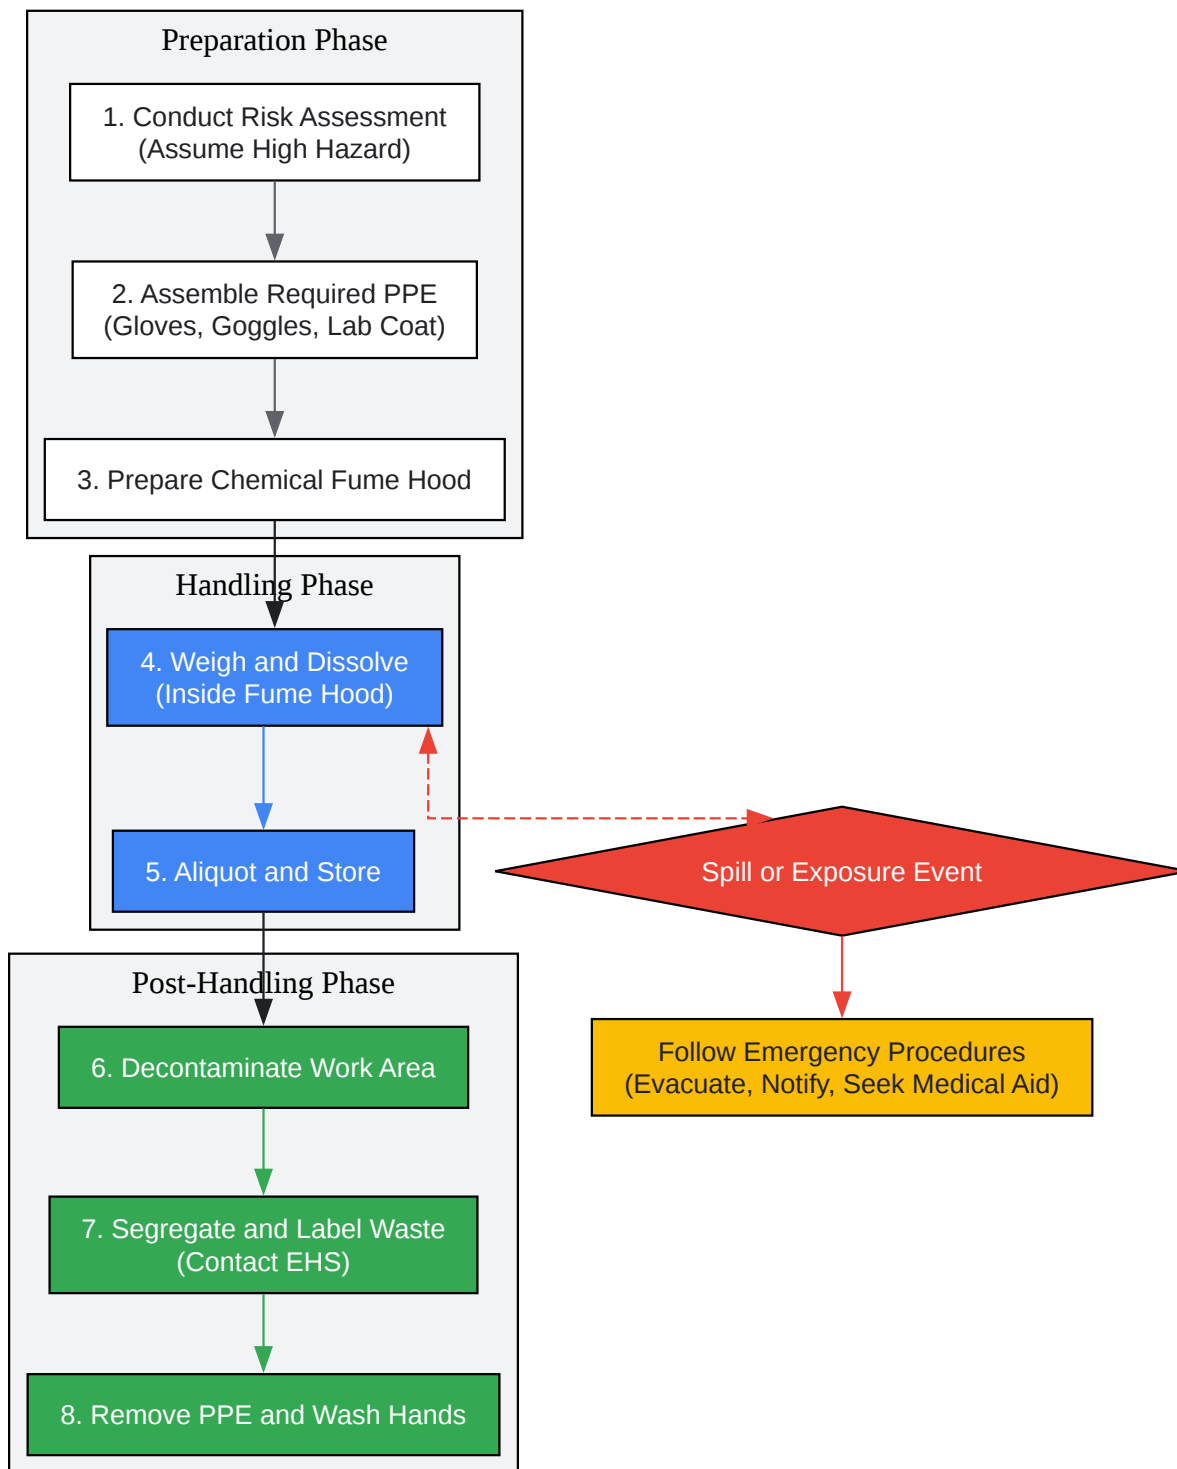 Preparation Phase
1. Conduct Risk Assessment
(Assume High Hazard)
2. Assemble Required PPE
(Gloves, Goggles, Lab Coat)
3. Prepare Chemical Fume Hood
Handling Phase
4. Weigh and Dissolve
(Inside Fume Hood)
5. Aliquot and Store
Spill or Exposure Event
Post-Handling Phase
6. Decontaminate Work Area
Follow Emergency Procedures
(Evacuate, Notify, Seek Medical Aid)
7. Segregate and Label Waste
(Contact EHS)
8. Remove PPE and Wash Hands